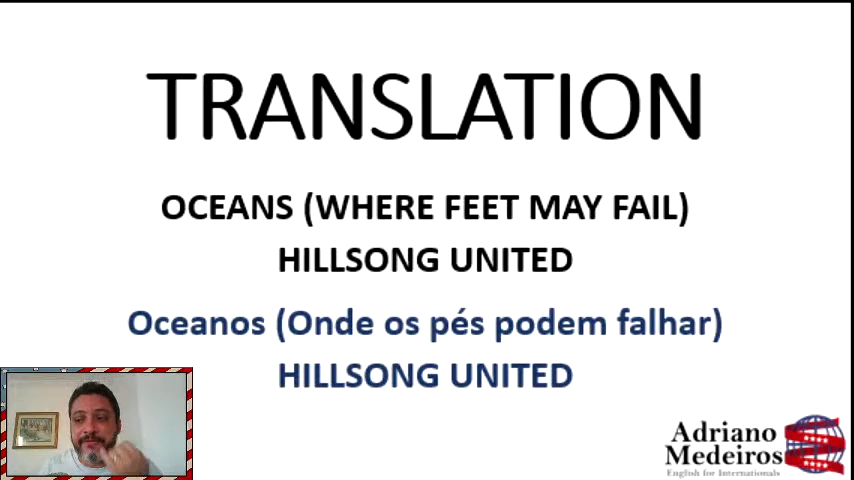 TRANSLATION
OCEANS (WHERE FEET MAY FAIL)
HILLSONG UNITED
Oceanos (Onde os pés podem falhar)
HILLSONG UNITED
Adriano
Medeiros
English for Internationals